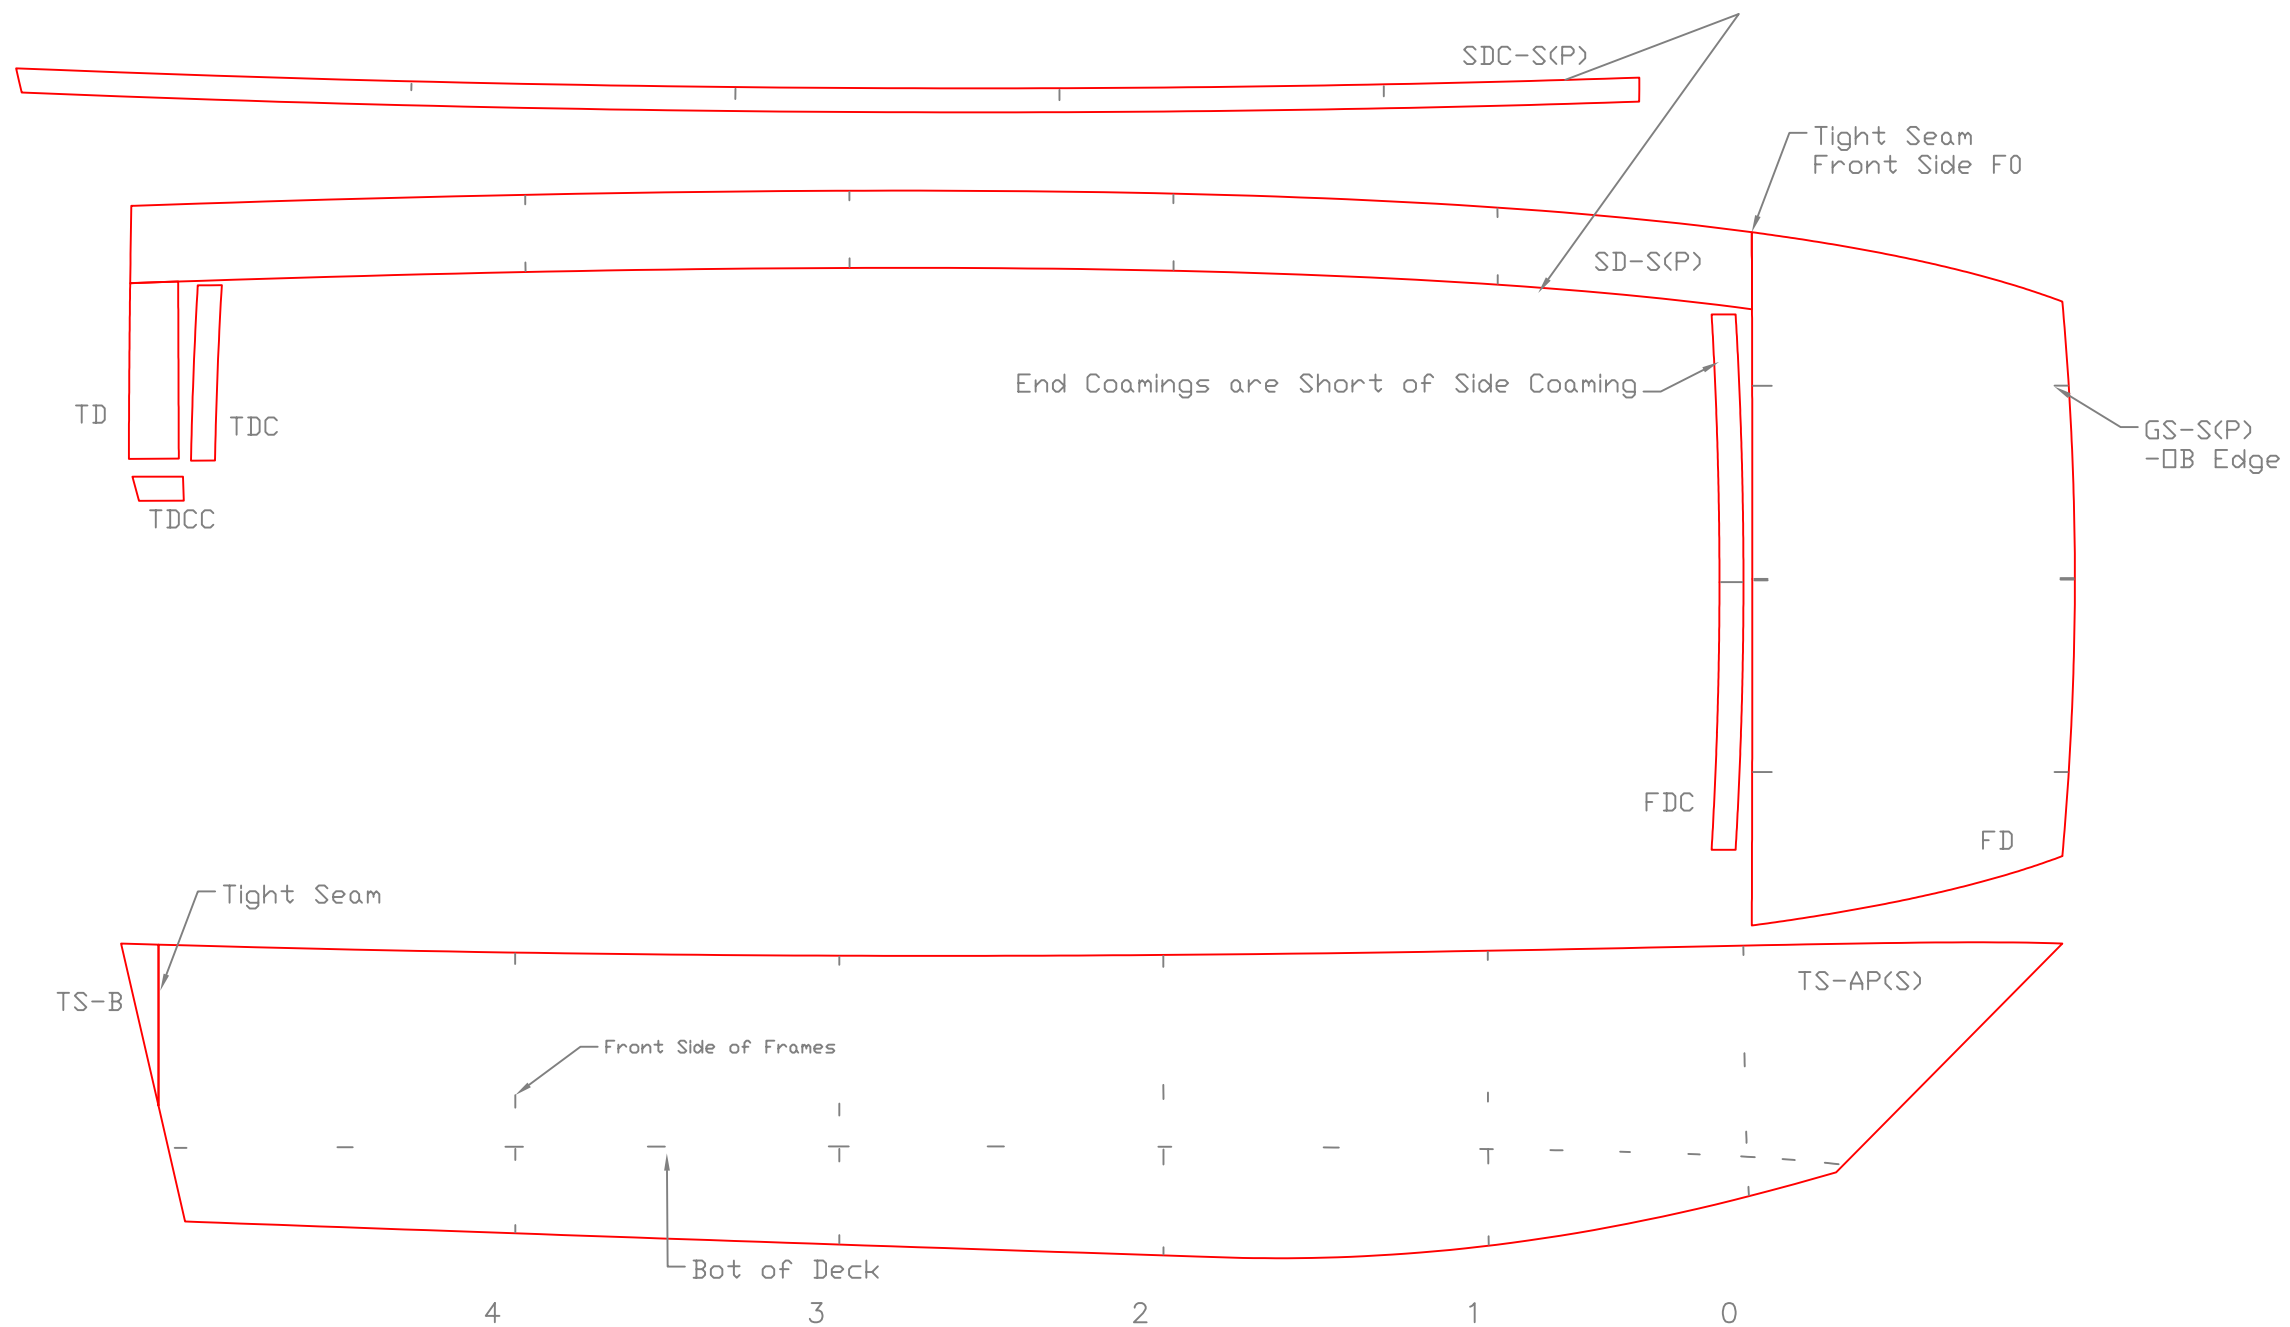 SDC-S(P)
Tight Seam
Front Side F0
SD-S(P)
End Coamings are Short of Side Coaming
TD
TDC
GS-S(P)
-OB Edge
TDCC
FDC
FD
Tight Seam
TS-B
TS-AP(S)
Front Side of Frames
Bot of Deck
4 3 2 1 0